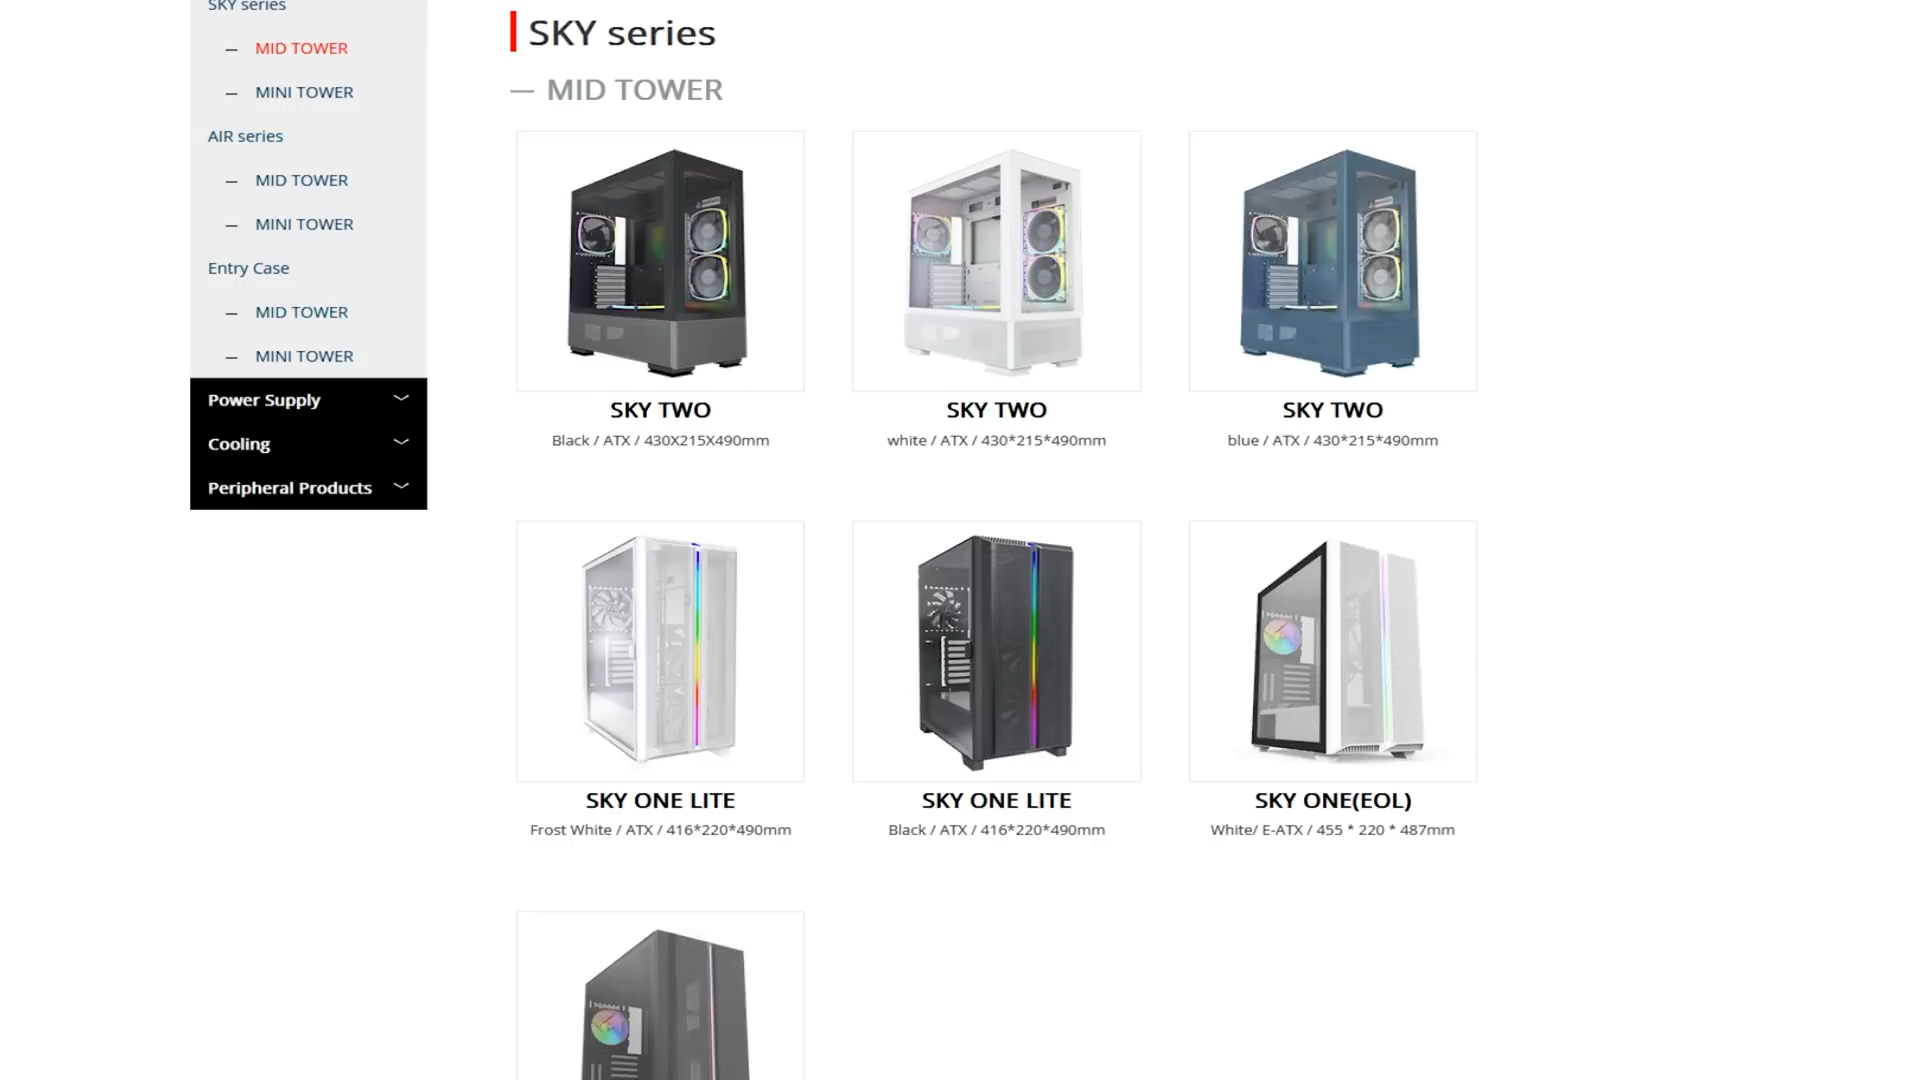 SKY series
— MID TOWER
— MINI TOWER
AIR series
— MID TOWER
— MINI TOWER
Entry Case
— MID TOWER
— MINI TOWER
Power Supply
Cooling
Peripheral Products
SKY series
— MID TOWER
SKY TWO
Black / ATX / 430X215X490mm
SKY TWO
white / ATX / 430*215*490mm
SKY TWO
blue / ATX / 430*215*490mm
SKY ONE LITE
Frost White / ATX / 416*220*490mm
SKY ONE LITE
Black / ATX / 416*220*490mm
SKY ONE(EOL)
White/ E-ATX / 455 * 220 * 487mm